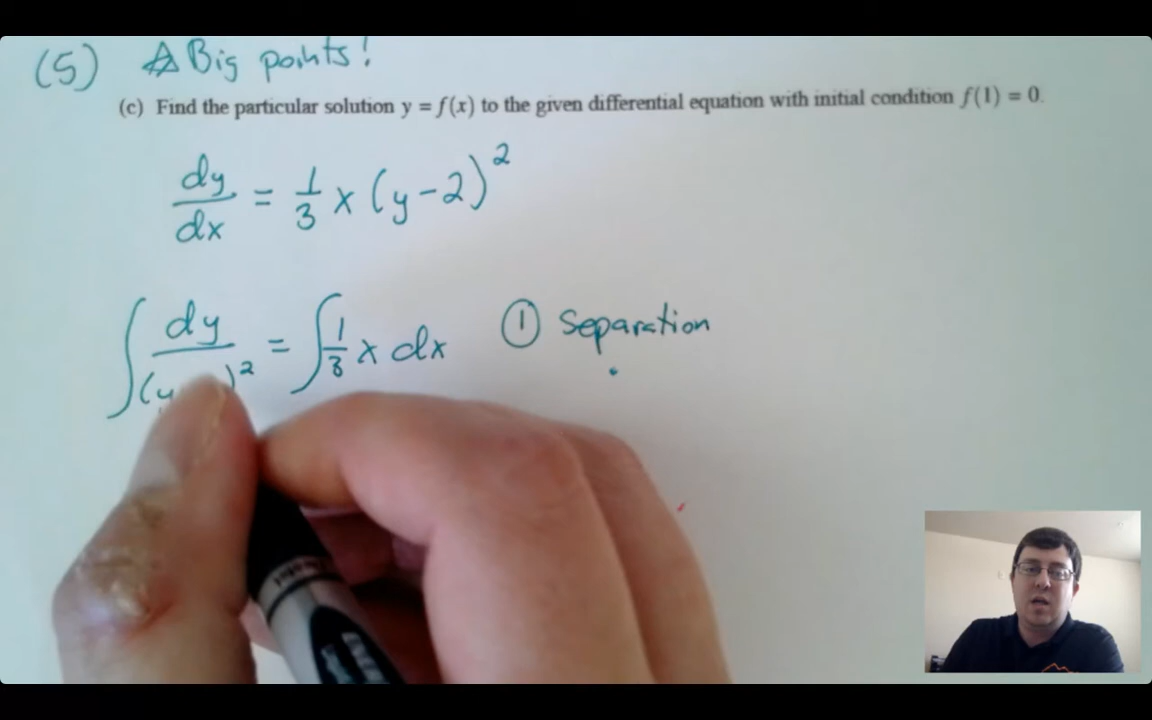 (5) ☆ Big points!
(c) Find the particular solution y = f(x) to the given differential equation with initial condition f(1) = 0.
dy/dx = 1/3 x (y-2)²
∫ dy/(y )² = ∫ 1/3 x dx ① Separation